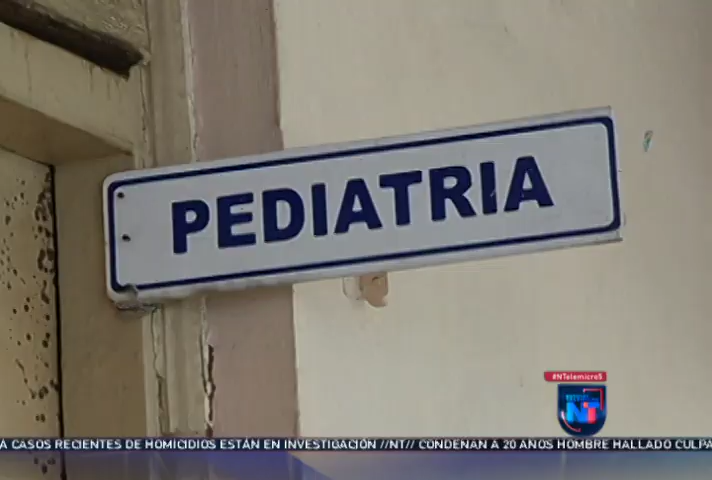 PEDIATRIA
#NTelemicro5
NT
A CASOS RECIENTES DE HOMICIDIOS ESTÁN EN INVESTIGACIÓN //NT// CONDENAN A 20 AÑOS HOMBRE HALLADO CULPA